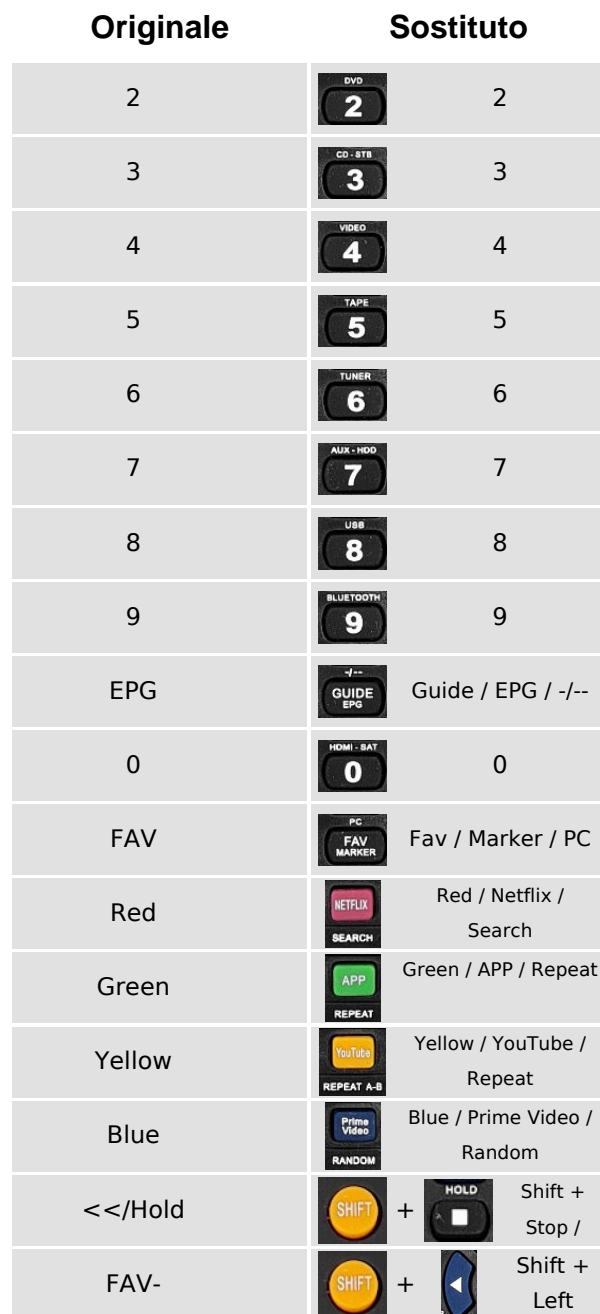 Originale Sostituto
2 DVD 2 2
3 CD - STB 3 3
4 VIDEO 4 4
5 TAPE 5 5
6 TUNER 6 6
7 AUX - HDD 7 7
8 USB 8 8
9 BLUETOOTH 9 9
EPG -/-- GUIDE EPG Guide / EPG / -/--
0 HDMI - SAT 0 0
FAV PC FAV MARKER Fav / Marker / PC
Red NETFLIX SEARCH Red / Netflix /
Search
Green APP REPEAT Green / APP / Repeat
Yellow YouTube REPEAT A-B Yellow / YouTube /
Repeat
Blue Prime Video RANDOM Blue / Prime Video /
Random
<</Hold SHIFT + HOLD Shift +
Stop /
FAV- SHIFT + Shift +
Left